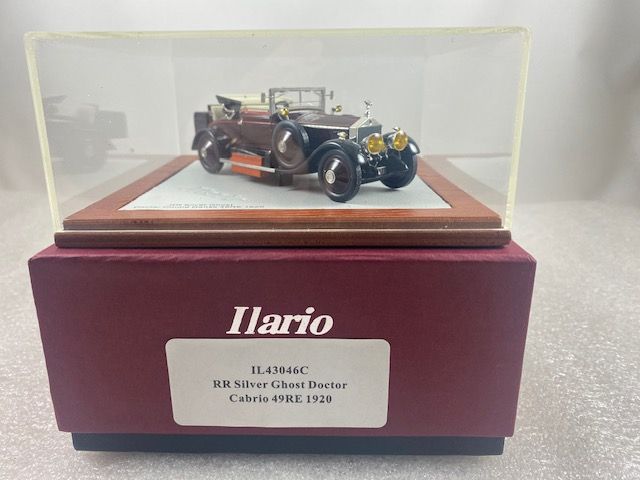 Ilario
IL43046C
RR Silver Ghost Doctor
Cabrio 49RE 1920